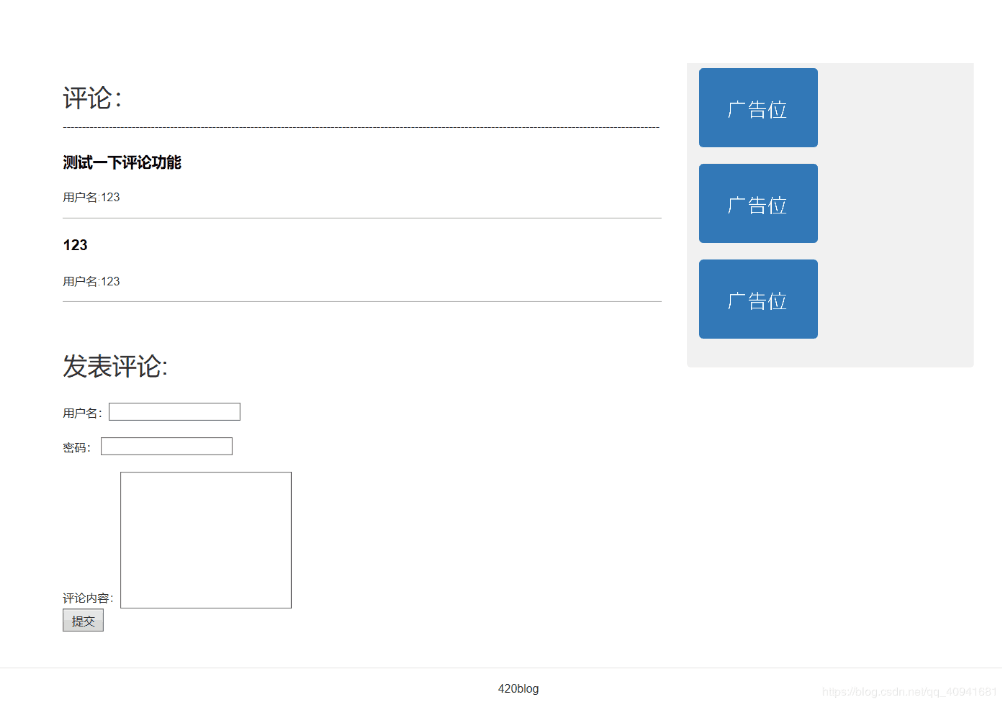 评论：
测试一下评论功能
用户名:123
123
用户名:123
发表评论:
用户名：
密码：
评论内容：
提交
广告位
广告位
广告位
420blog
https://blog.csdn.net/qq_40941681